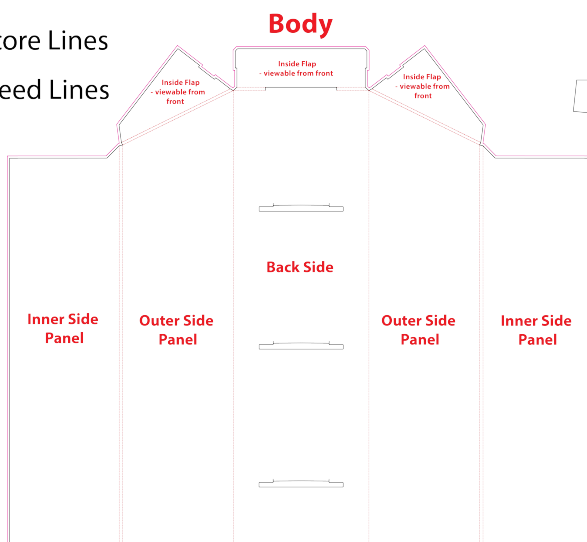 Body
core Lines
eed Lines
Inside Flap
- viewable from
front
Inside Flap
- viewable from front
Inside Flap
- viewable from
front
Back Side
Inner Side
Panel
Outer Side
Panel
Outer Side
Panel
Inner Side
Panel